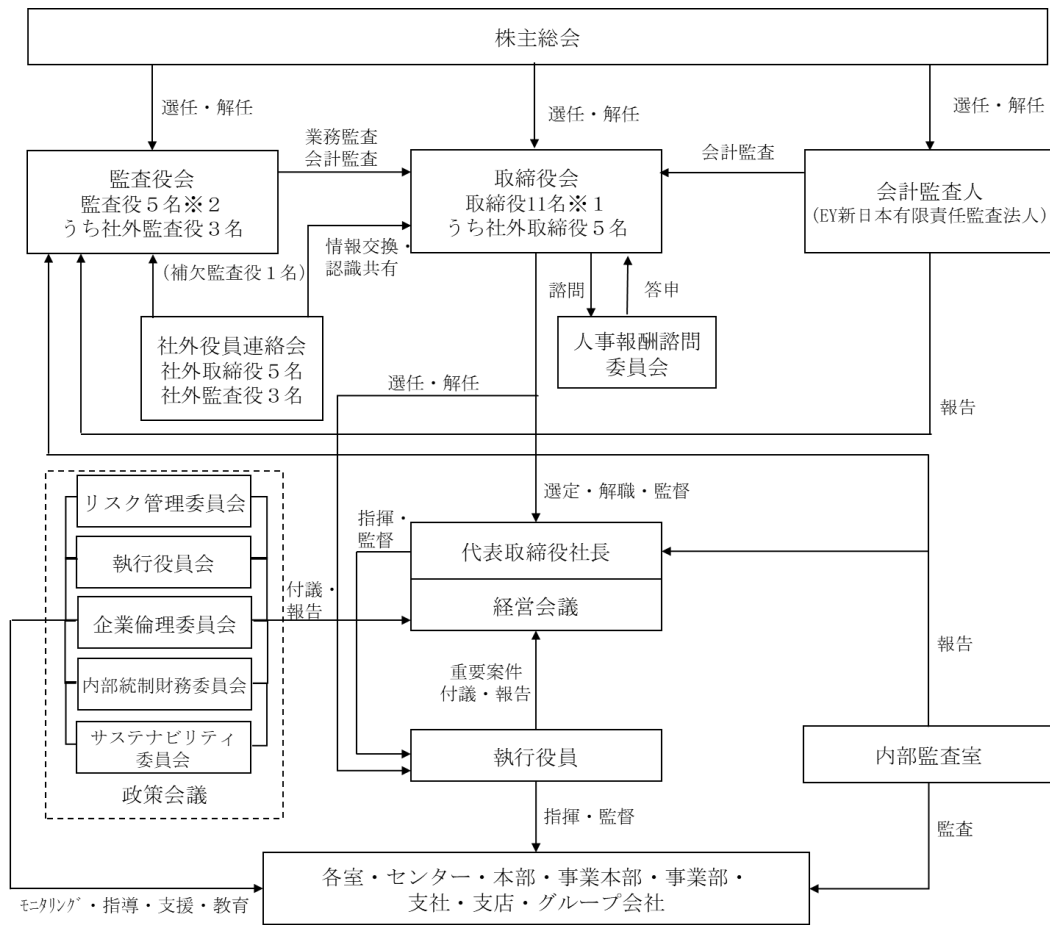 株主総会
選任・解任
選任・解任
選任・解任
業務監査
会計監査
会計監査
監査役会
監査役５名※２
うち社外監査役３名
取締役会
取締役11名※１
うち社外取締役５名
会計監査人
(EY新日本有限責任監査法人)
(補欠監査役１名)
情報交換・
認識共有
諮問
答申
社外役員連絡会
社外取締役５名
社外監査役３名
人事報酬諮問
委員会
選任・解任
報告
選定・解職・監督
リスク管理委員会
執行役員会
企業倫理委員会
内部統制財務委員会
サステナビリティ
委員会
政策会議
指揮・
監督
付議・
報告
代表取締役社長
経営会議
重要案件
付議・報告
報告
執行役員
内部監査室
指揮・監督
監査
各室・センター・本部・事業本部・事業部・
支社・支店・グループ会社
ﾓﾆﾀﾘﾝｸﾞ・指導・支援・教育